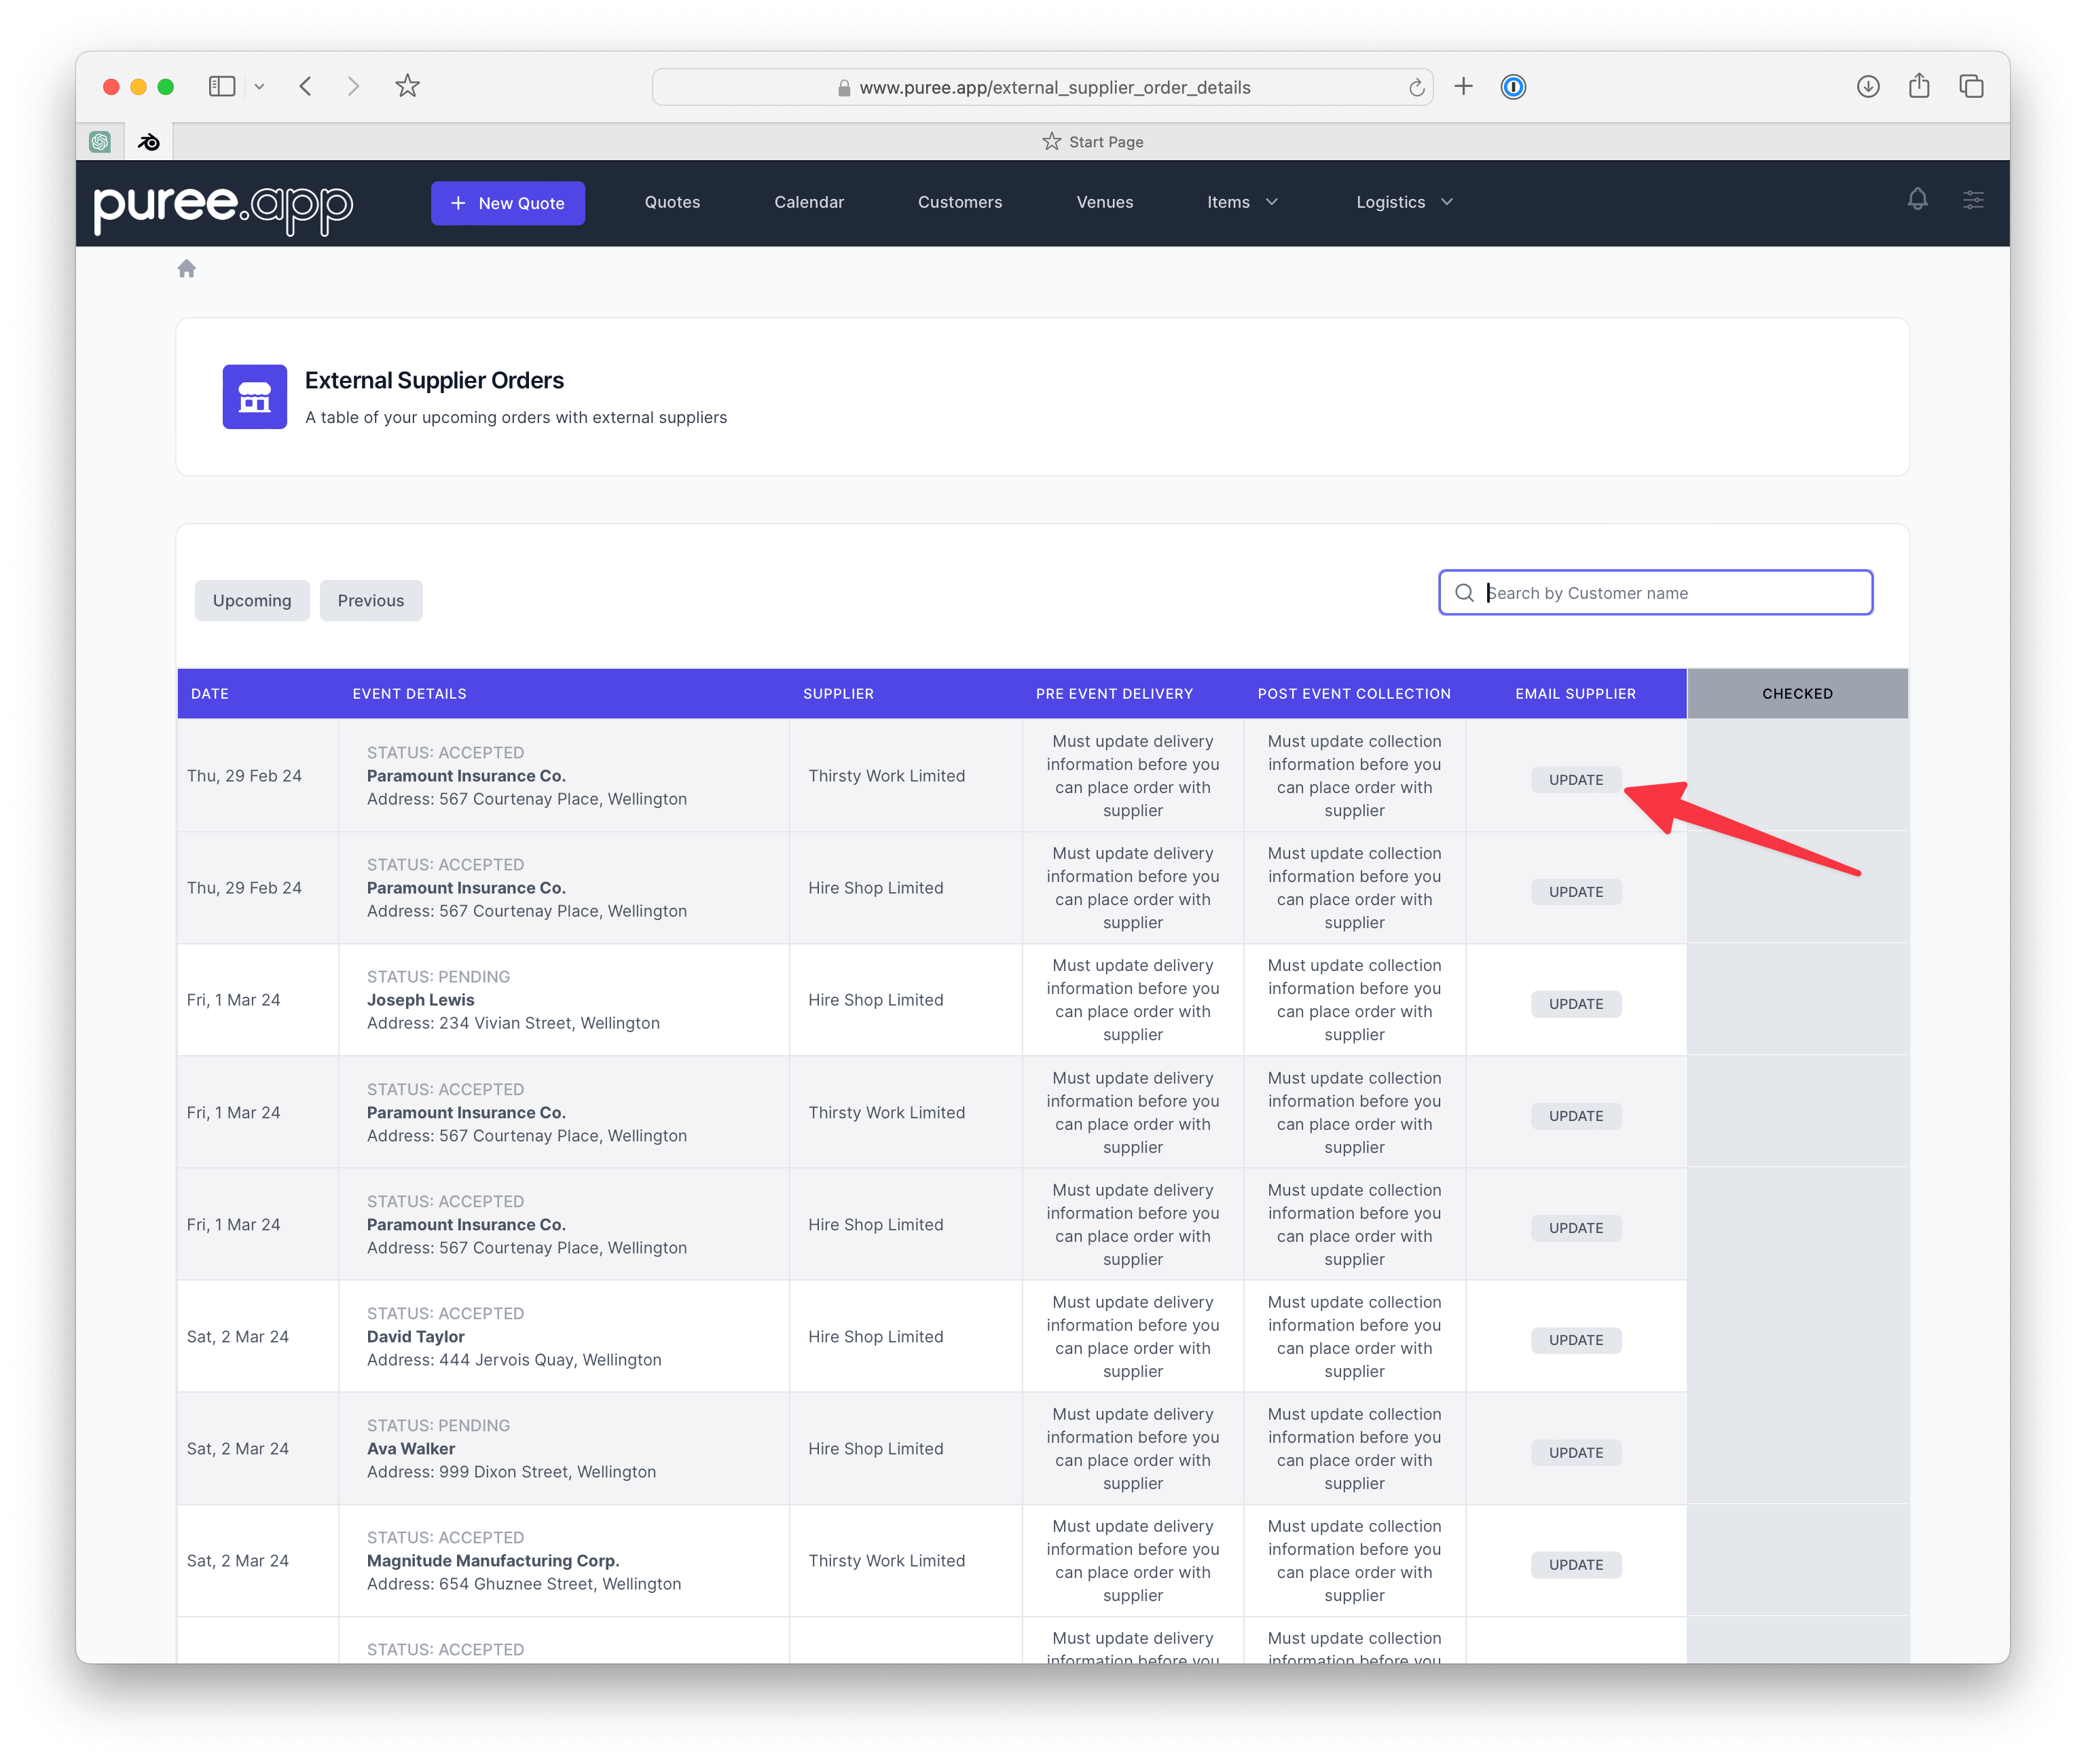 www.puree.app/external_supplier_order_details
Start Page
puree.app
+ New Quote
Quotes
Calendar
Customers
Venues
Items
Logistics
External Supplier Orders
A table of your upcoming orders with external suppliers
Upcoming
Previous
Search by Customer name
DATE
EVENT DETAILS
SUPPLIER
PRE EVENT DELIVERY
POST EVENT COLLECTION
EMAIL SUPPLIER
CHECKED
Thu, 29 Feb 24
STATUS: ACCEPTED
Paramount Insurance Co.
Address: 567 Courtenay Place, Wellington
Thirsty Work Limited
Must update delivery
information before you
can place order with
supplier
Must update collection
information before you
can place order with
supplier
UPDATE
Thu, 29 Feb 24
STATUS: ACCEPTED
Paramount Insurance Co.
Address: 567 Courtenay Place, Wellington
Hire Shop Limited
Must update delivery
information before you
can place order with
supplier
Must update collection
information before you
can place order with
supplier
UPDATE
Fri, 1 Mar 24
STATUS: PENDING
Joseph Lewis
Address: 234 Vivian Street, Wellington
Hire Shop Limited
Must update delivery
information before you
can place order with
supplier
Must update collection
information before you
can place order with
supplier
UPDATE
Fri, 1 Mar 24
STATUS: ACCEPTED
Paramount Insurance Co.
Address: 567 Courtenay Place, Wellington
Thirsty Work Limited
Must update delivery
information before you
can place order with
supplier
Must update collection
information before you
can place order with
supplier
UPDATE
Fri, 1 Mar 24
STATUS: ACCEPTED
Paramount Insurance Co.
Address: 567 Courtenay Place, Wellington
Hire Shop Limited
Must update delivery
information before you
can place order with
supplier
Must update collection
information before you
can place order with
supplier
UPDATE
Sat, 2 Mar 24
STATUS: ACCEPTED
David Taylor
Address: 444 Jervois Quay, Wellington
Hire Shop Limited
Must update delivery
information before you
can place order with
supplier
Must update collection
information before you
can place order with
supplier
UPDATE
Sat, 2 Mar 24
STATUS: PENDING
Ava Walker
Address: 999 Dixon Street, Wellington
Hire Shop Limited
Must update delivery
information before you
can place order with
supplier
Must update collection
information before you
can place order with
supplier
UPDATE
Sat, 2 Mar 24
STATUS: ACCEPTED
Magnitude Manufacturing Corp.
Address: 654 Ghuznee Street, Wellington
Thirsty Work Limited
Must update delivery
information before you
can place order with
supplier
Must update collection
information before you
can place order with
supplier
UPDATE
STATUS: ACCEPTED
Must update delivery
information before you
Must update collection
information before you